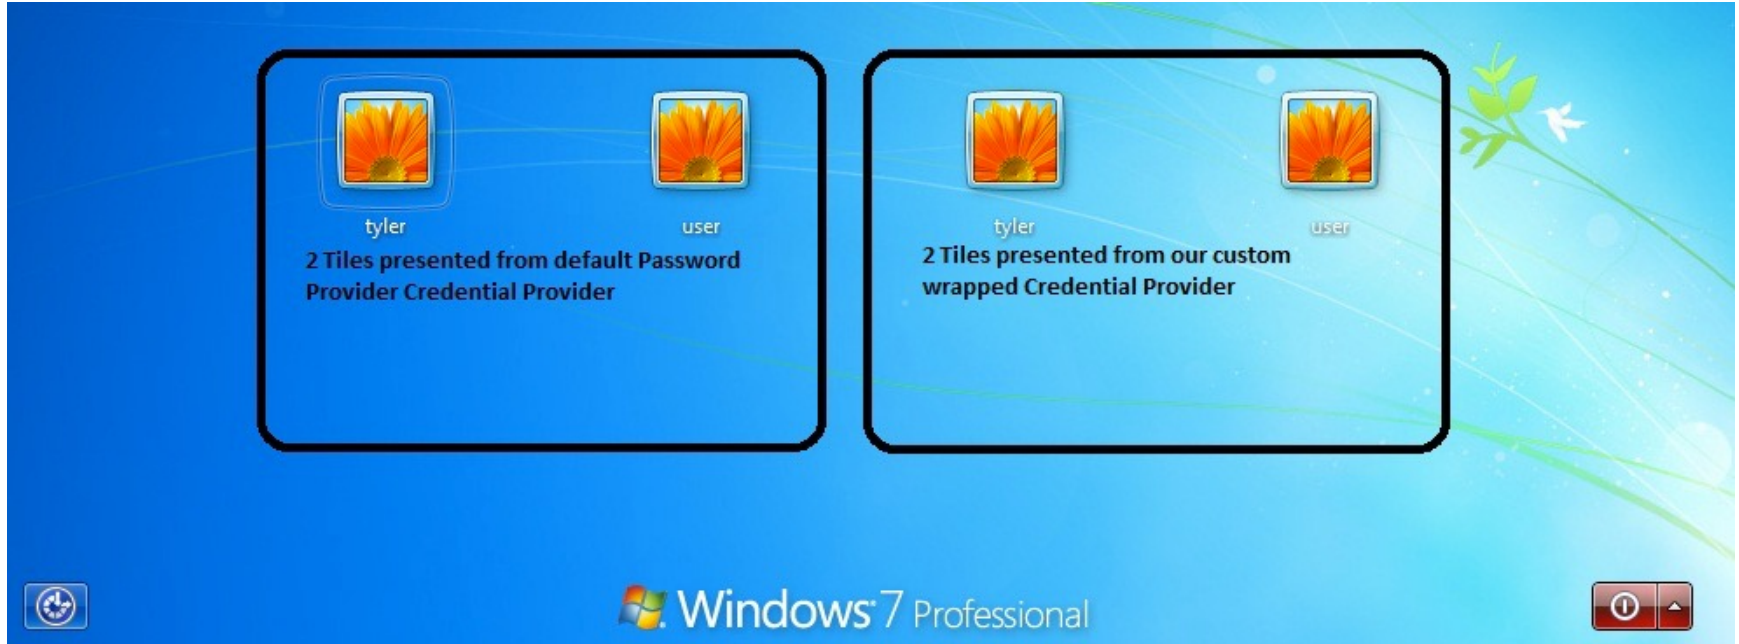 tyler
user
2 Tiles presented from default Password
Provider Credential Provider
tyler
user
2 Tiles presented from our custom
wrapped Credential Provider
Windows 7 Professional